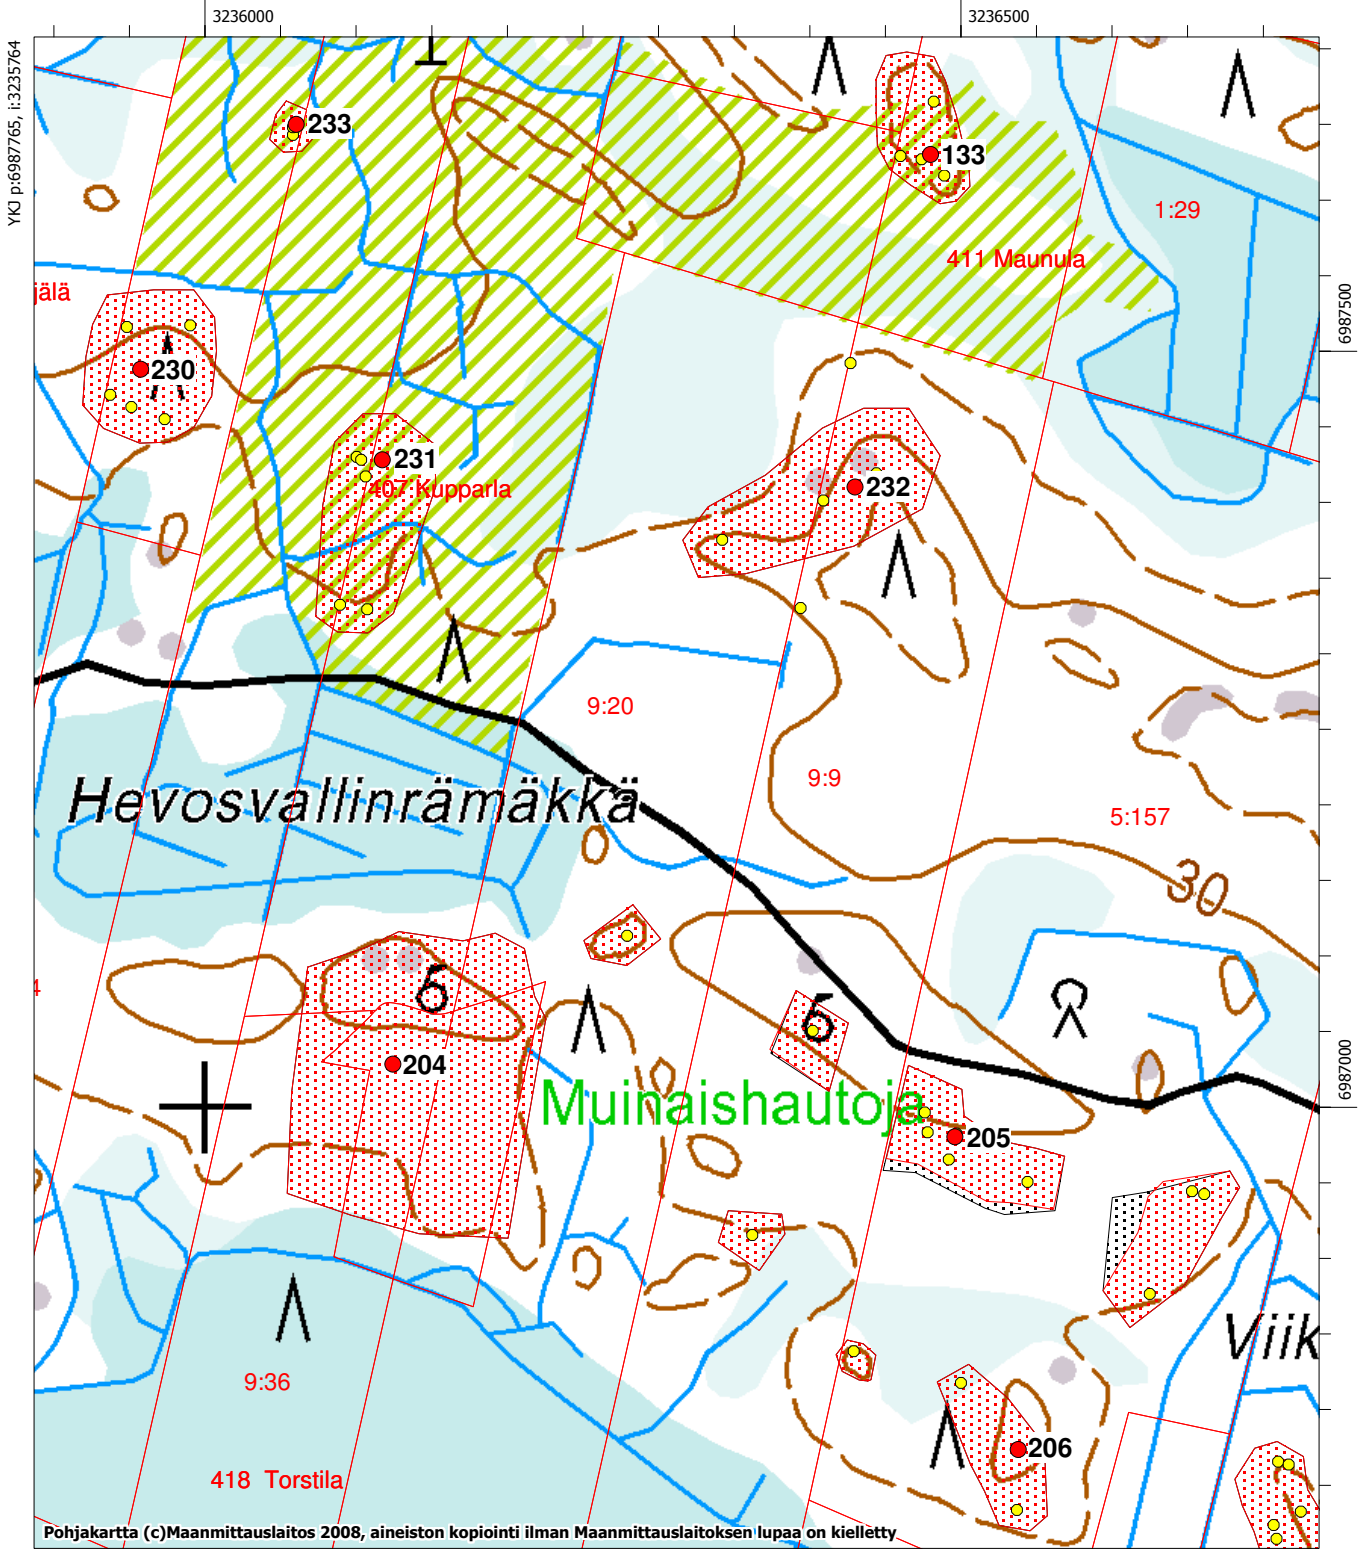 3236000
3236500
YKJ p:6987765, i:3235764
233
133
1:29
411 Maunula
jälä
6987500
230
231
407 Kupparla
232
9:20
9:9
Hevosvallinrämäkkä
5:157
30
6
4
6
204
6987000
Muinaishautoja
205
Viik
9:36
206
418 Torstila
Pohjakartta (c)Maanmittauslaitos 2008, aineiston kopiointi ilman Maanmittauslaitoksen lupaa on kielletty